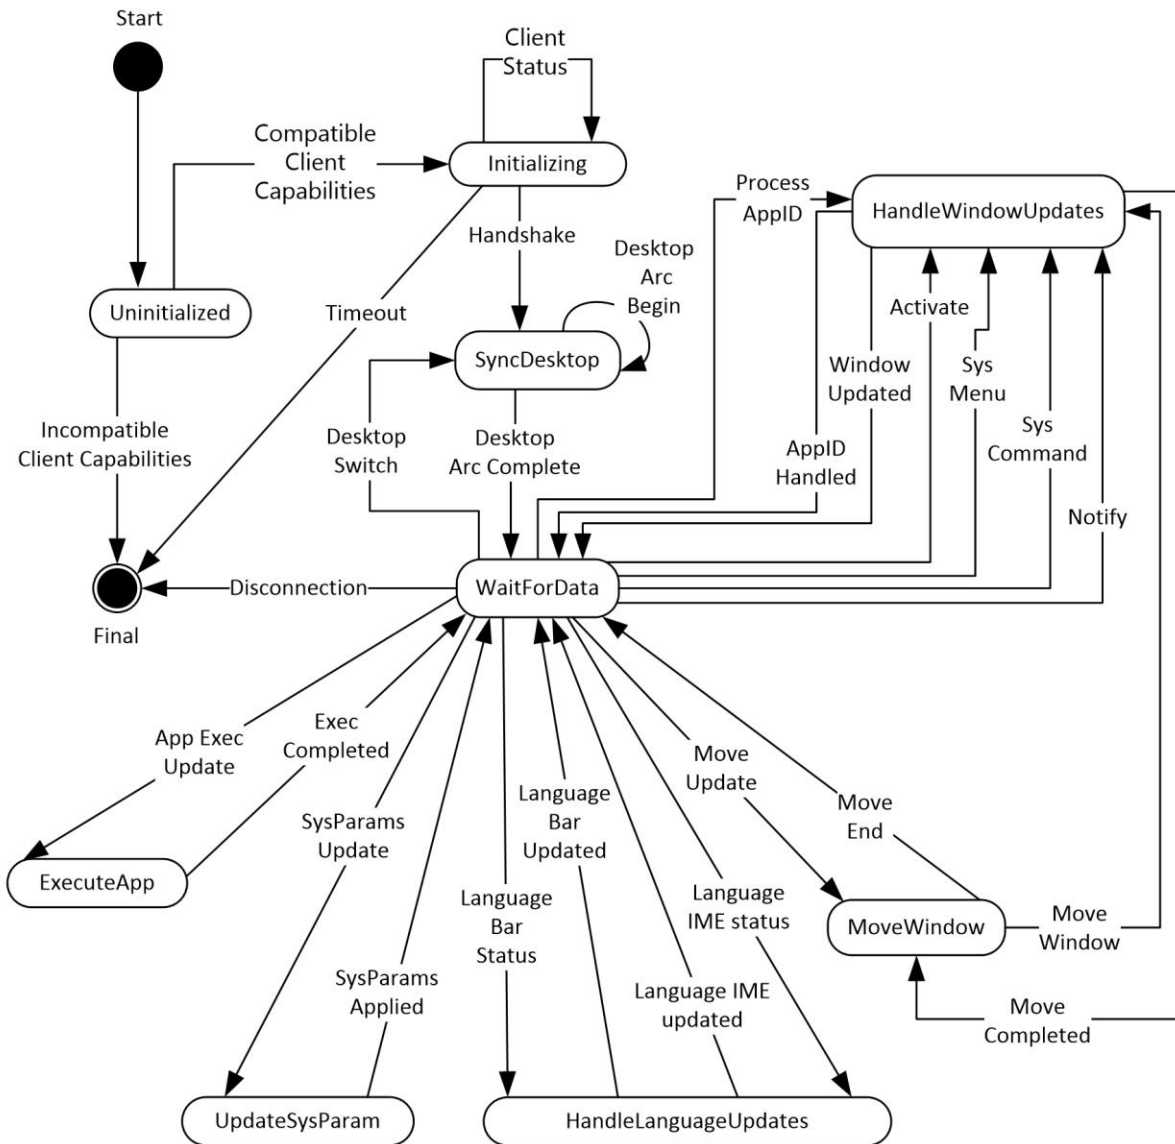 Start
Client
Status
Compatible
Client
Capabilities
Initializing
Process
AppID
HandleWindowUpdates
Handshake
Desktop
Arc
Begin
Uninitialized
Timeout
Activate
SyncDesktop
Window
Updated
Sys
Menu
Incompatible
Client Capabilities
Desktop
Switch
Desktop
Arc Complete
AppID
Handled
Sys
Command
Notify
WaitForData
Disconnection
Final
App Exec
Update
Exec
Completed
Move
Update
SysParams
Update
Language
Bar
Updated
Move
End
ExecuteApp
Language
Bar
Status
Language
IME status
MoveWindow
Move
Window
SysParams
Applied
Language IME
updated
Move
Completed
UpdateSysParam
HandleLanguageUpdates